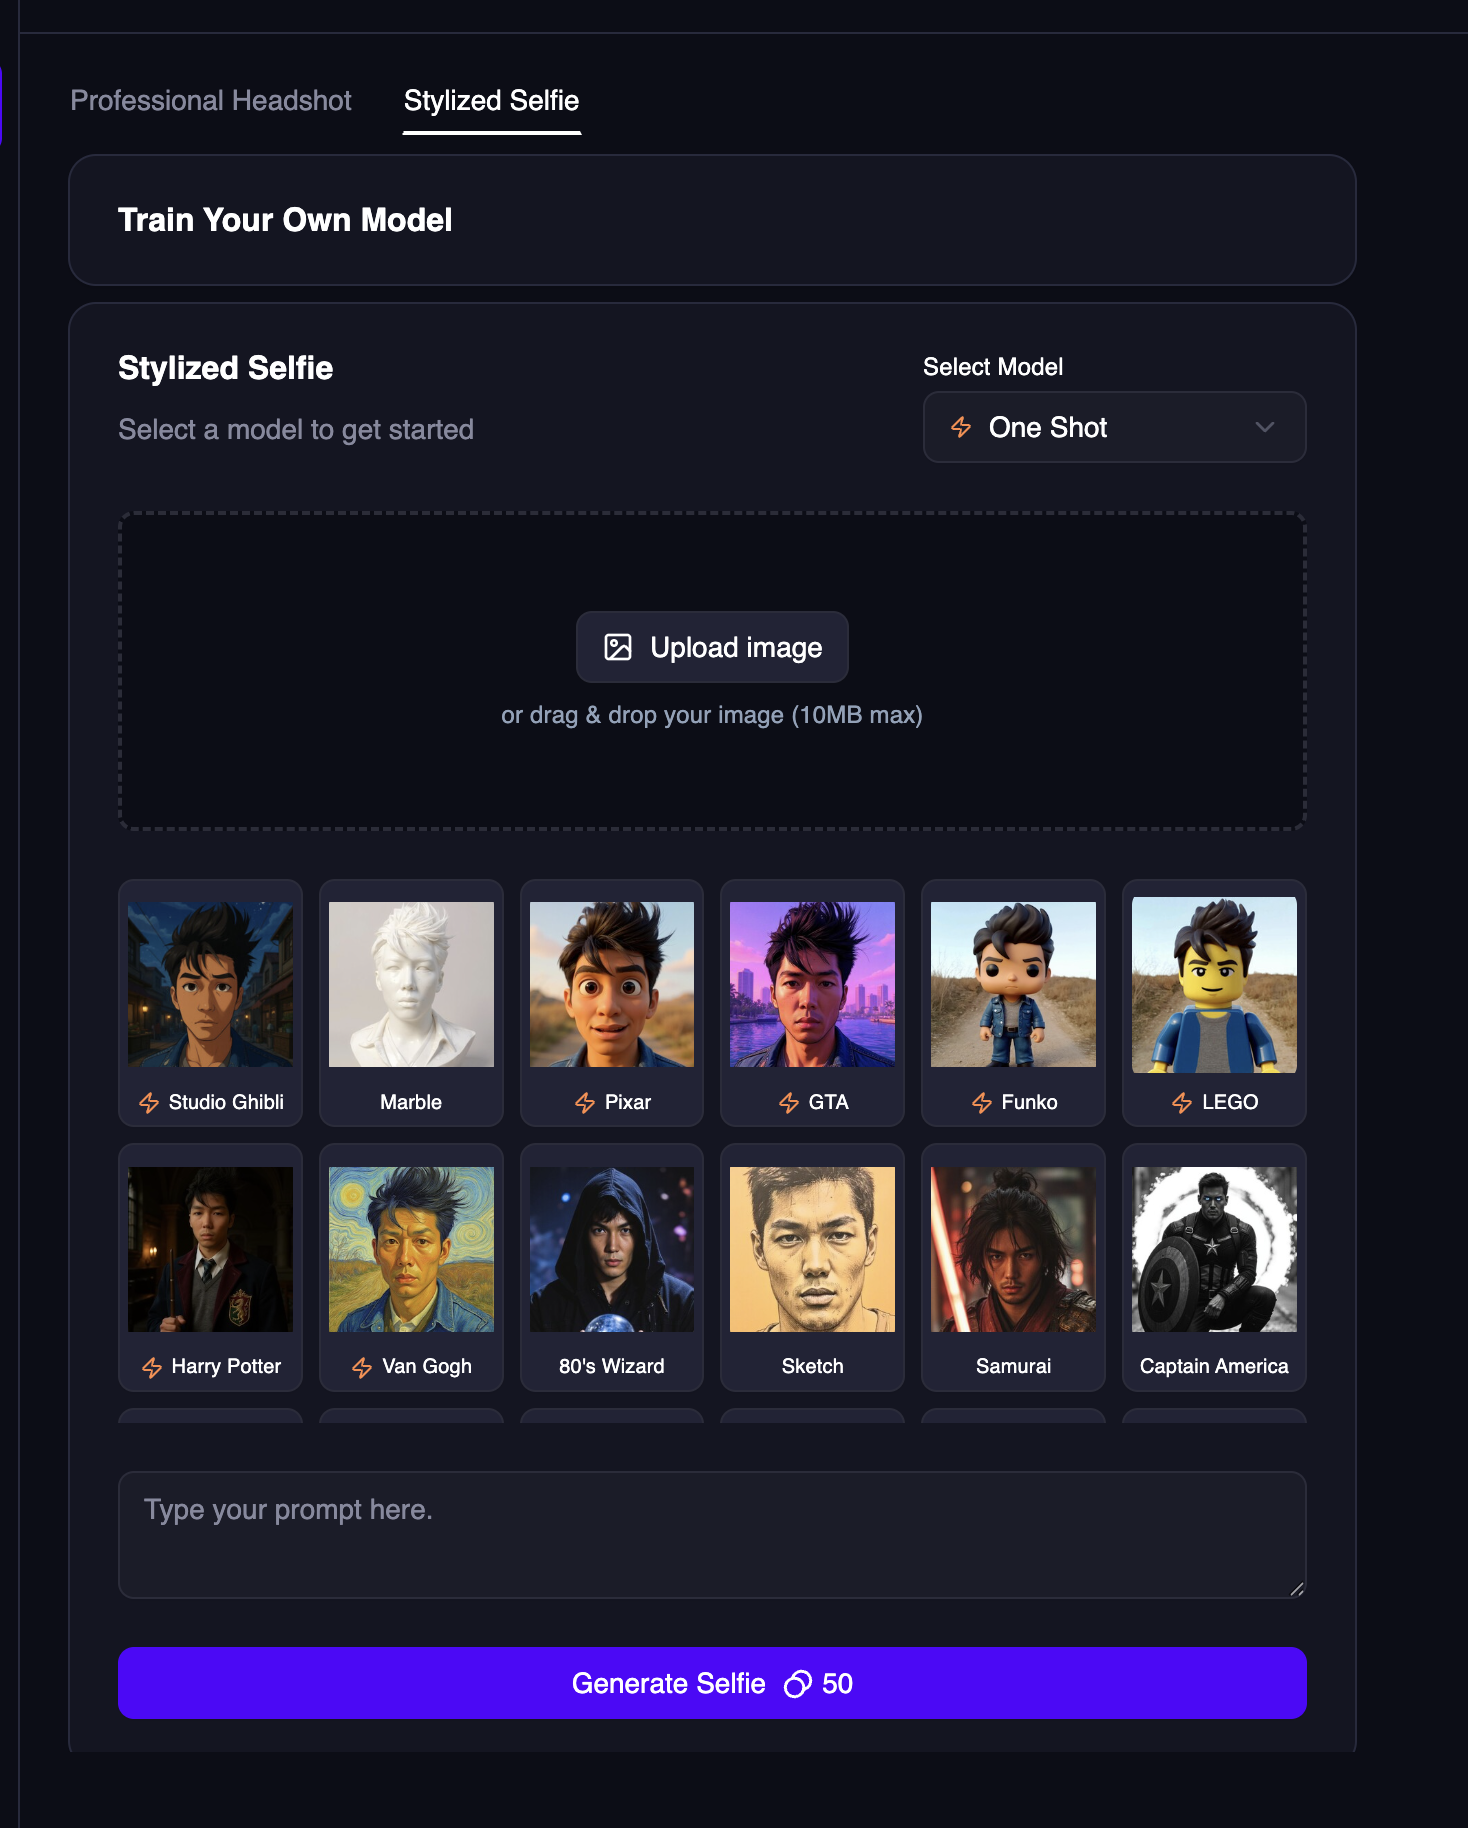 Professional Headshot
Stylized Selfie
Train Your Own Model
Stylized Selfie
Select a model to get started
Select Model
One Shot
Upload image
or drag & drop your image (10MB max)
Studio Ghibli
Marble
Pixar
GTA
Funko
LEGO
Harry Potter
Van Gogh
80's Wizard
Sketch
Samurai
Captain America
Type your prompt here.
Generate Selfie 50